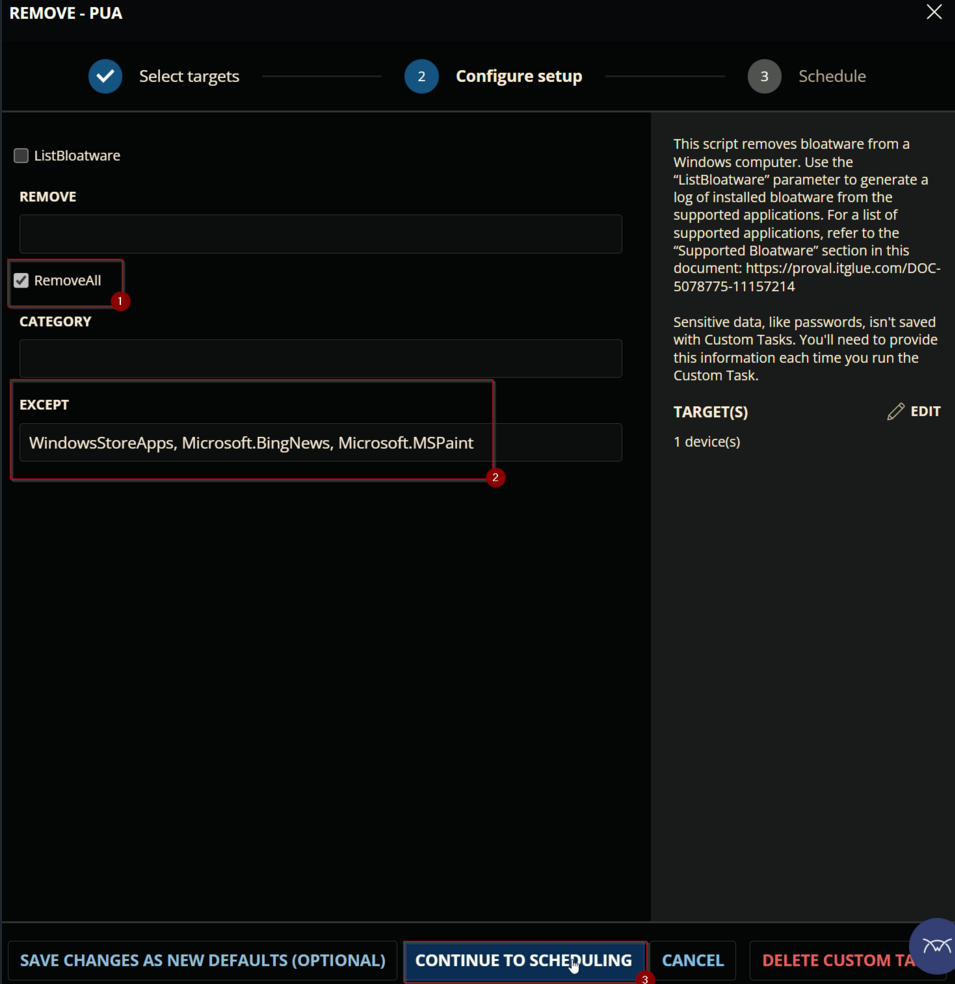 REMOVE - PUA
Select targets
2
Configure setup
3
Schedule
ListBloatware
REMOVE
RemoveAll
1
CATEGORY
EXCEPT
WindowsStoreApps, Microsoft.BingNews, Microsoft.MSPaint
2
This script removes bloatware from a
Windows computer. Use the
“ListBloatware” parameter to generate a
log of installed bloatware from the
supported applications. For a list of
supported applications, refer to the
“Supported Bloatware” section in this
document: https://proval.itglue.com/DOC-
5078775-11157214
Sensitive data, like passwords, isn't saved
with Custom Tasks. You'll need to provide
this information each time you run the
Custom Task.
TARGET(S)
EDIT
1 device(s)
SAVE CHANGES AS NEW DEFAULTS (OPTIONAL)
CONTINUE TO SCHEDULING
3
CANCEL
DELETE CUSTOM TA